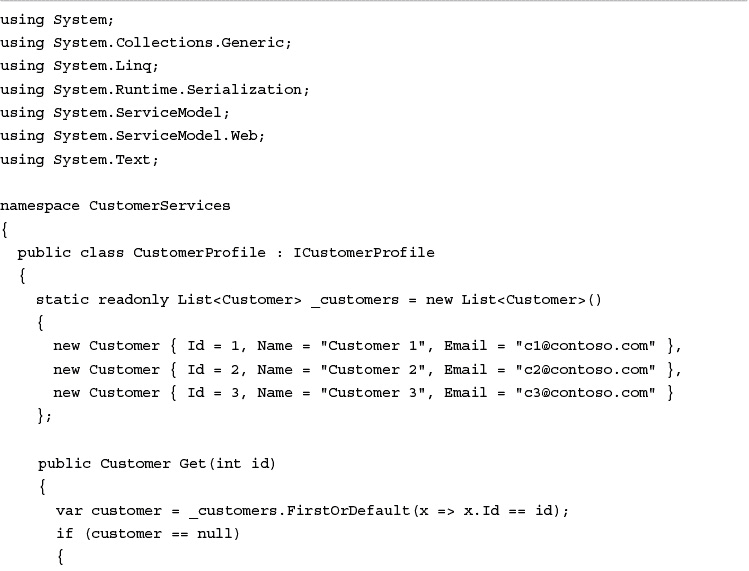 using System;
using System.Collections.Generic;
using System.Linq;
using System.Runtime.Serialization;
using System.ServiceModel;
using System.ServiceModel.Web;
using System.Text;

namespace CustomerServices
{
  public class CustomerProfile : ICustomerProfile
  {
    static readonly List<Customer> _customers = new List<Customer>()
    {
      new Customer { Id = 1, Name = "Customer 1", Email = "c1@contoso.com" },
      new Customer { Id = 2, Name = "Customer 2", Email = "c2@contoso.com" },
      new Customer { Id = 3, Name = "Customer 3", Email = "c3@contoso.com" }
    };

    public Customer Get(int id)
    {
      var customer = _customers.FirstOrDefault(x => x.Id == id);
      if (customer == null)
      {